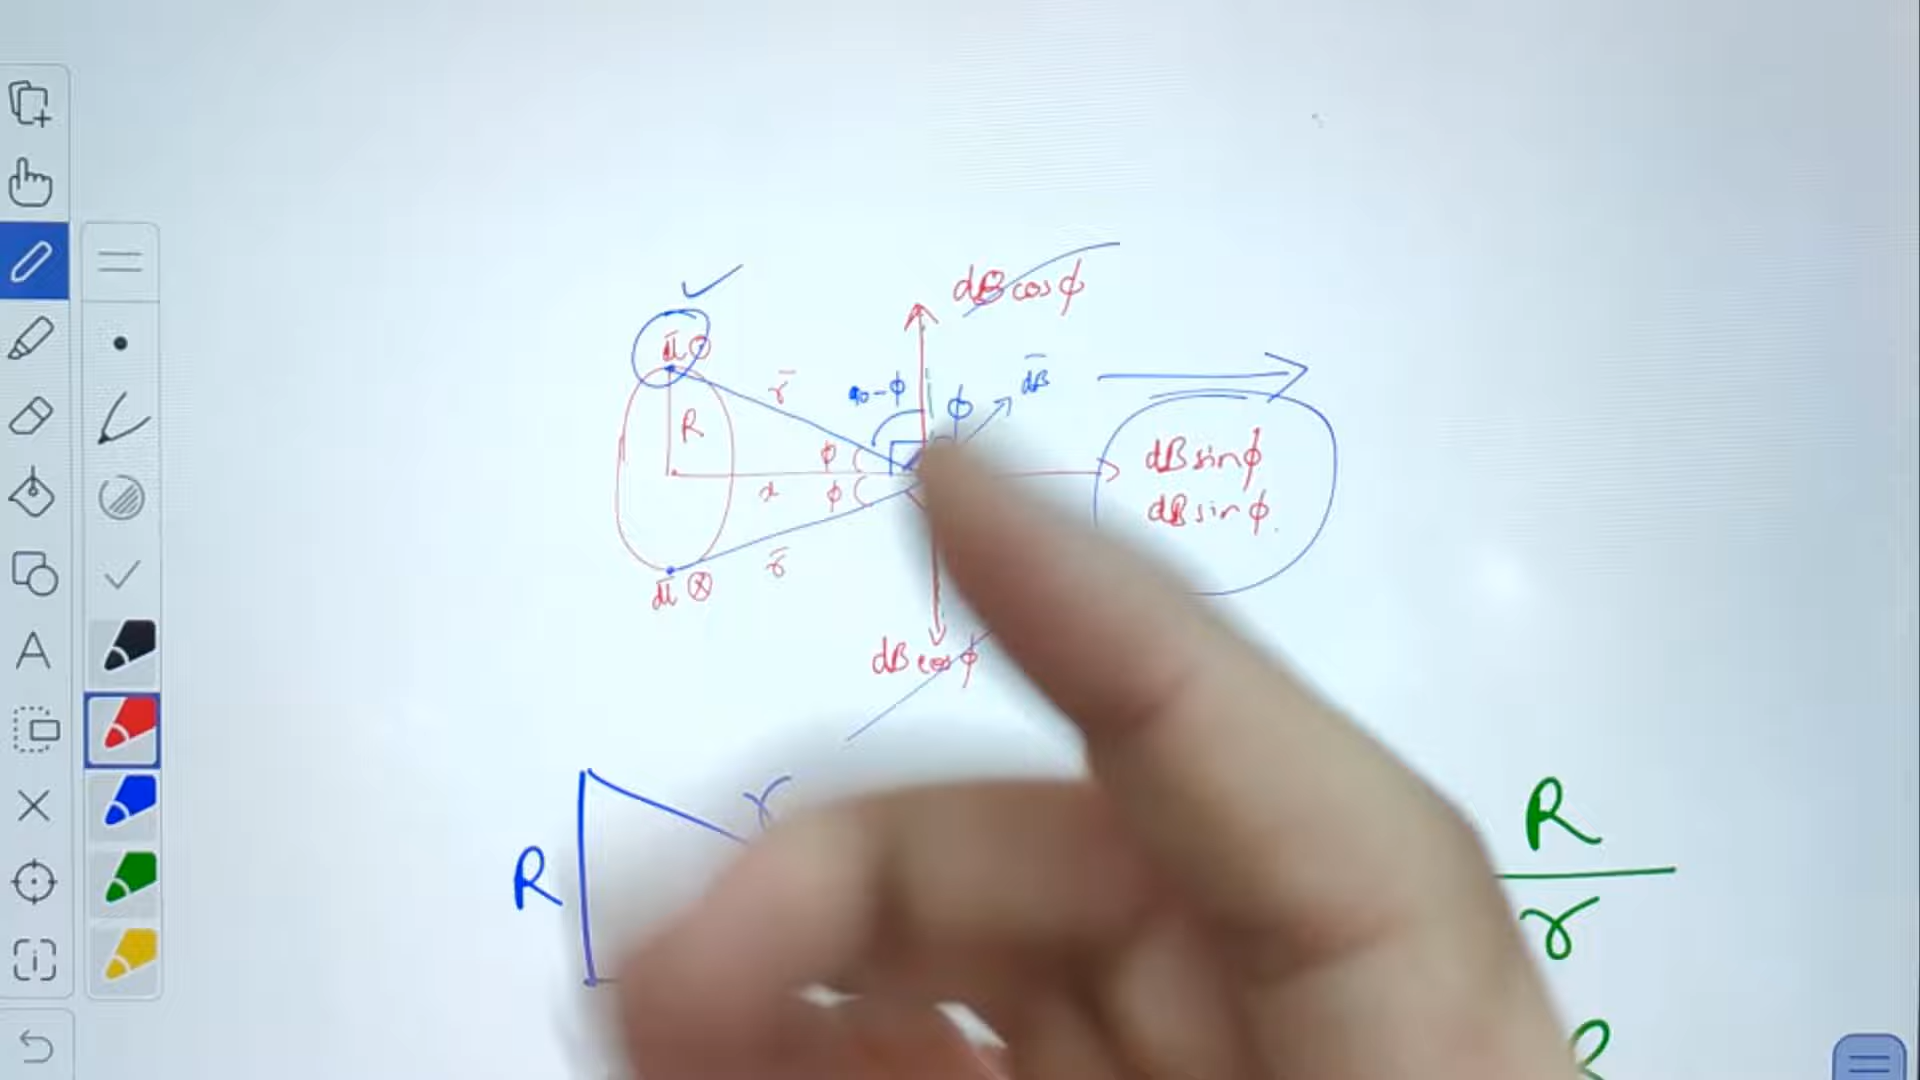 dB cos ϕ
dl ⊙
r̄
90-ϕ
ϕ
dB
R
ϕ
dB sin ϕ
x
ϕ
dB sin ϕ
r̄
dl ⊗
dB cos ϕ
r
R
R
r
A